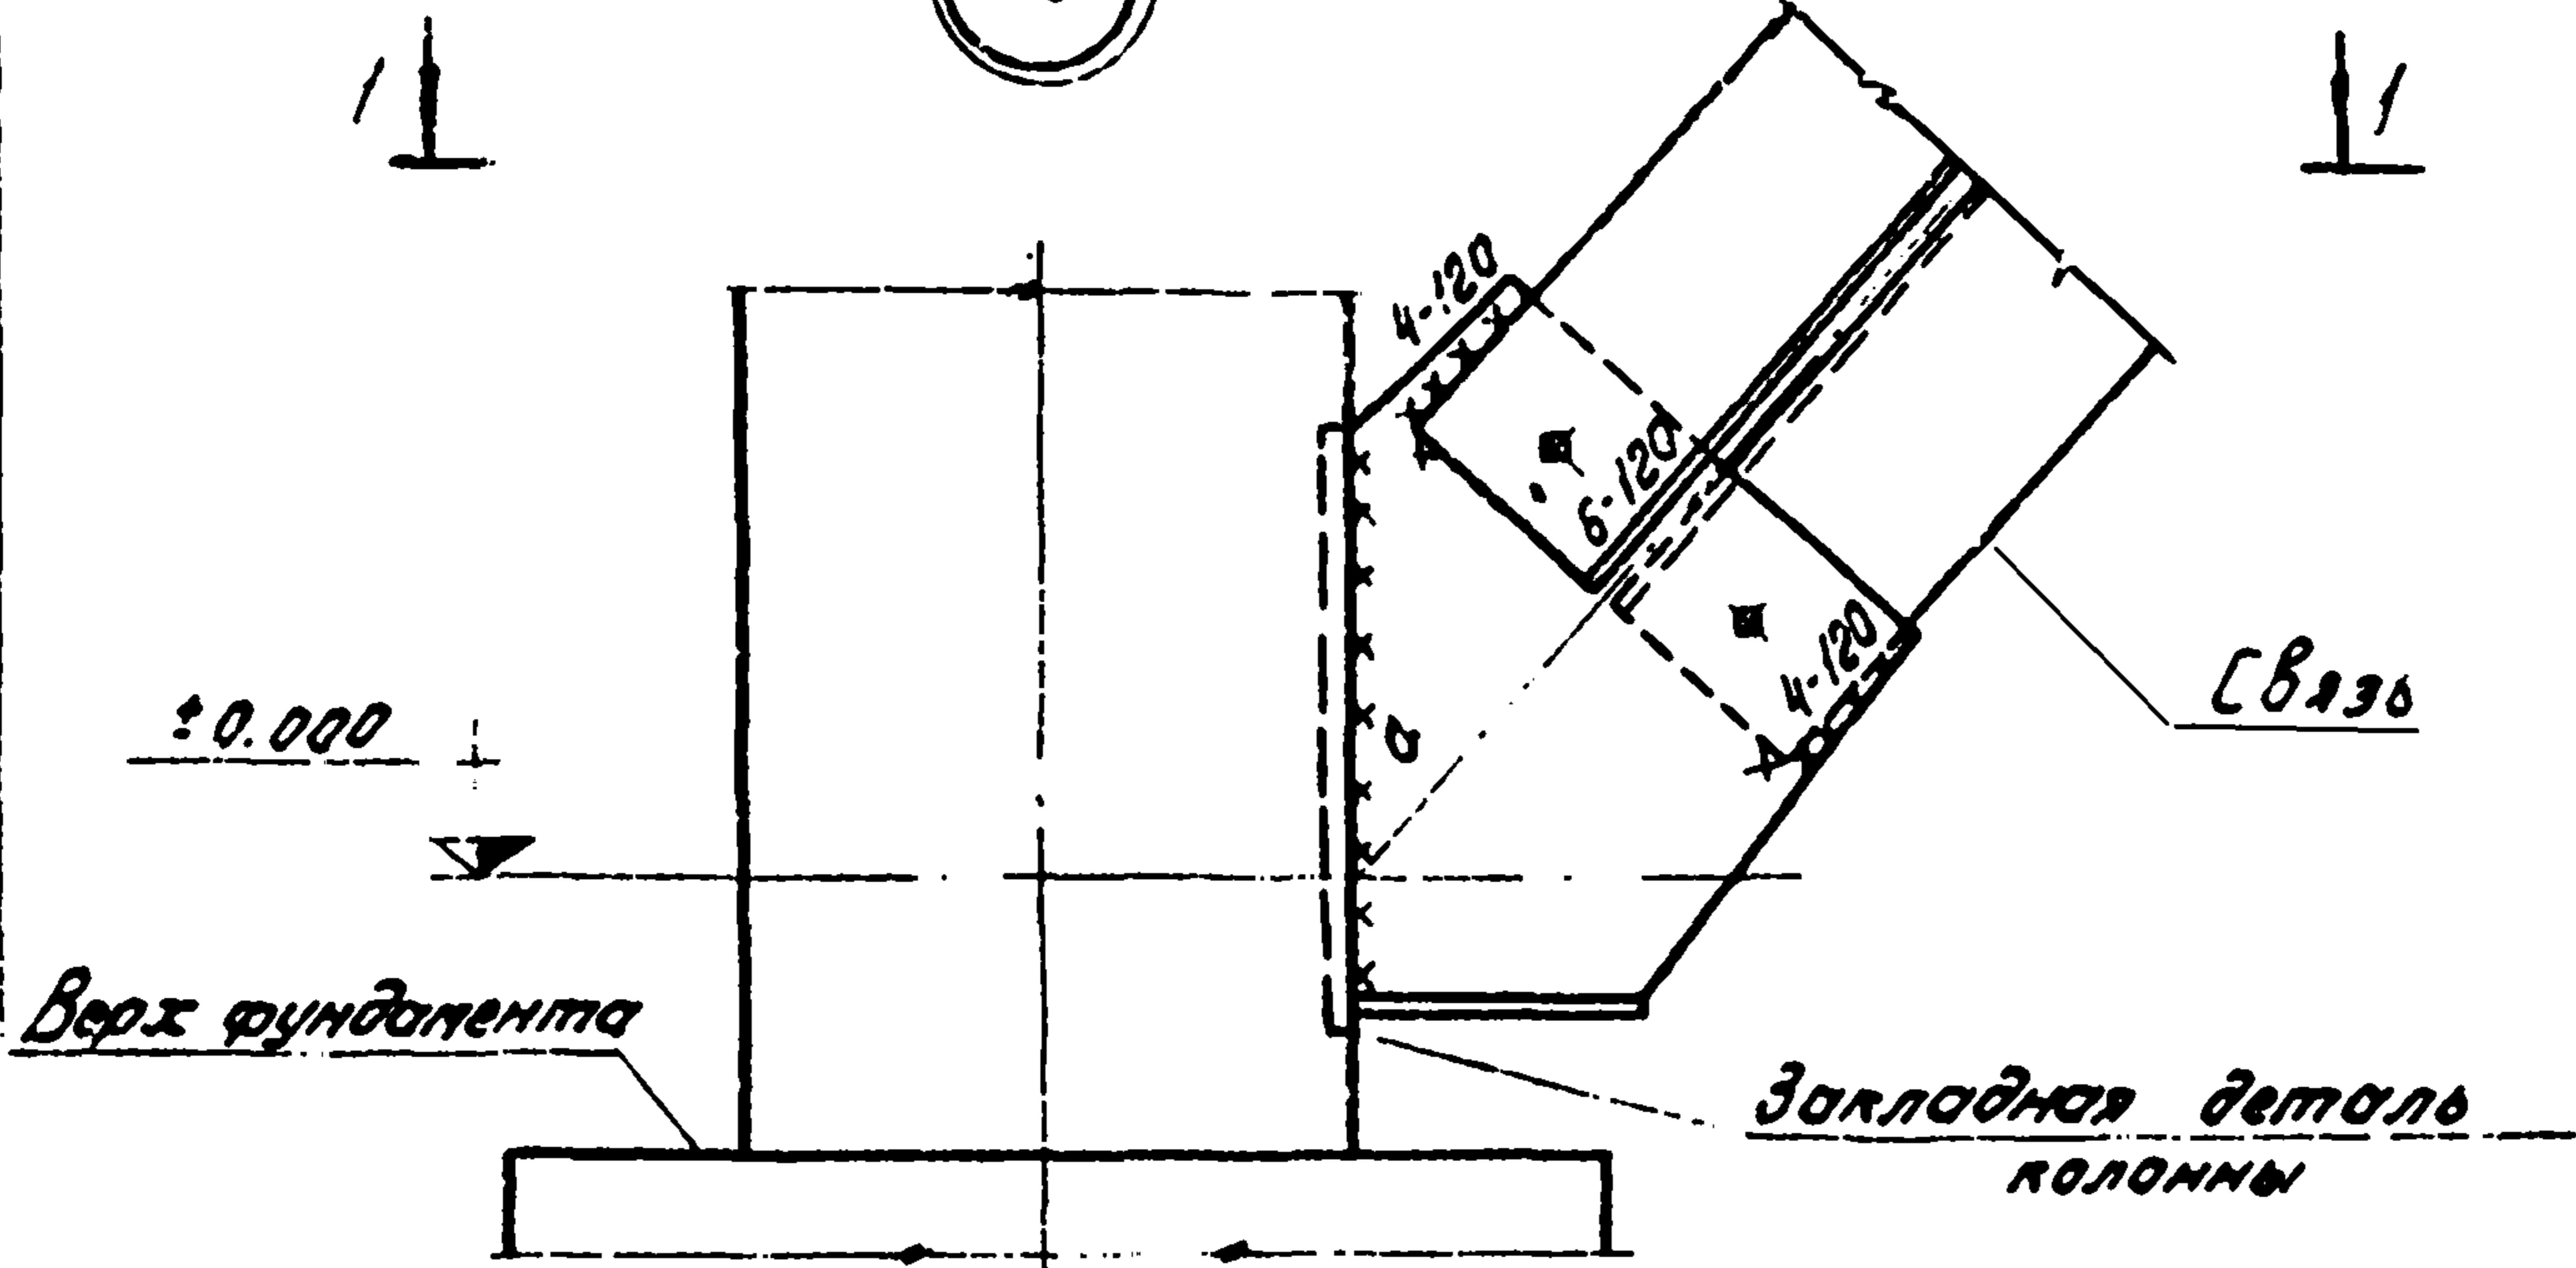 1
1
4-120
6-120
4-120
Связь
±0.000
а
Верх фундамента
Закладная деталь
колонны